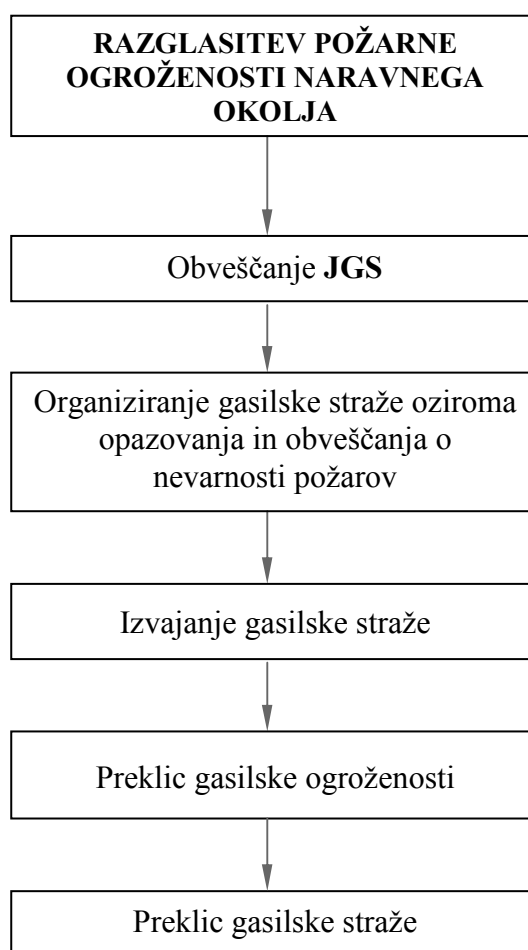 RAZGLASITEV POŽARNE
OGROŽENOSTI NARAVNEGA
OKOLJA
Obveščanje JGS
Organiziranje gasilske straže oziroma
opazovanja in obveščanja o
nevarnosti požarov
Izvajanje gasilske straže
Preklic gasilske ogroženosti
Preklic gasilske straže